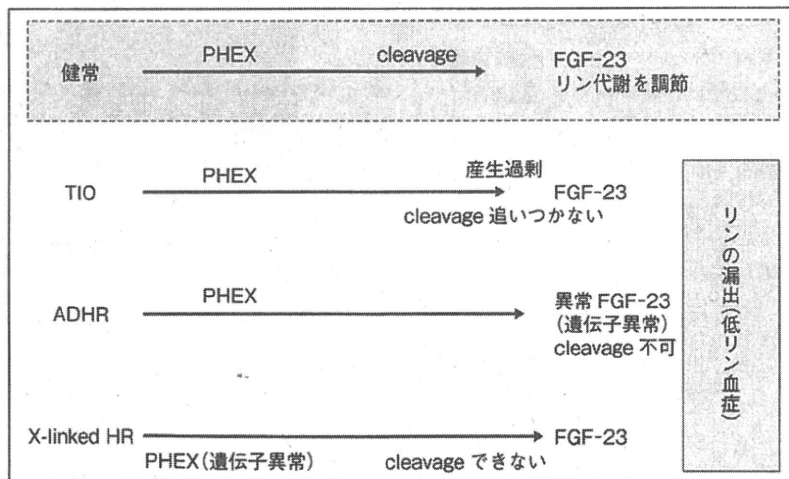 健常
PHEX
cleavage
FGF-23
リン代謝を調節
TIO
PHEX
産生過剰
cleavage 追いつかない
FGF-23
ADHR
PHEX
異常 FGF-23
(遺伝子異常)
cleavage 不可
X-linked HR
PHEX(遺伝子異常)
cleavage できない
FGF-23
リンの漏出(低リン血症)